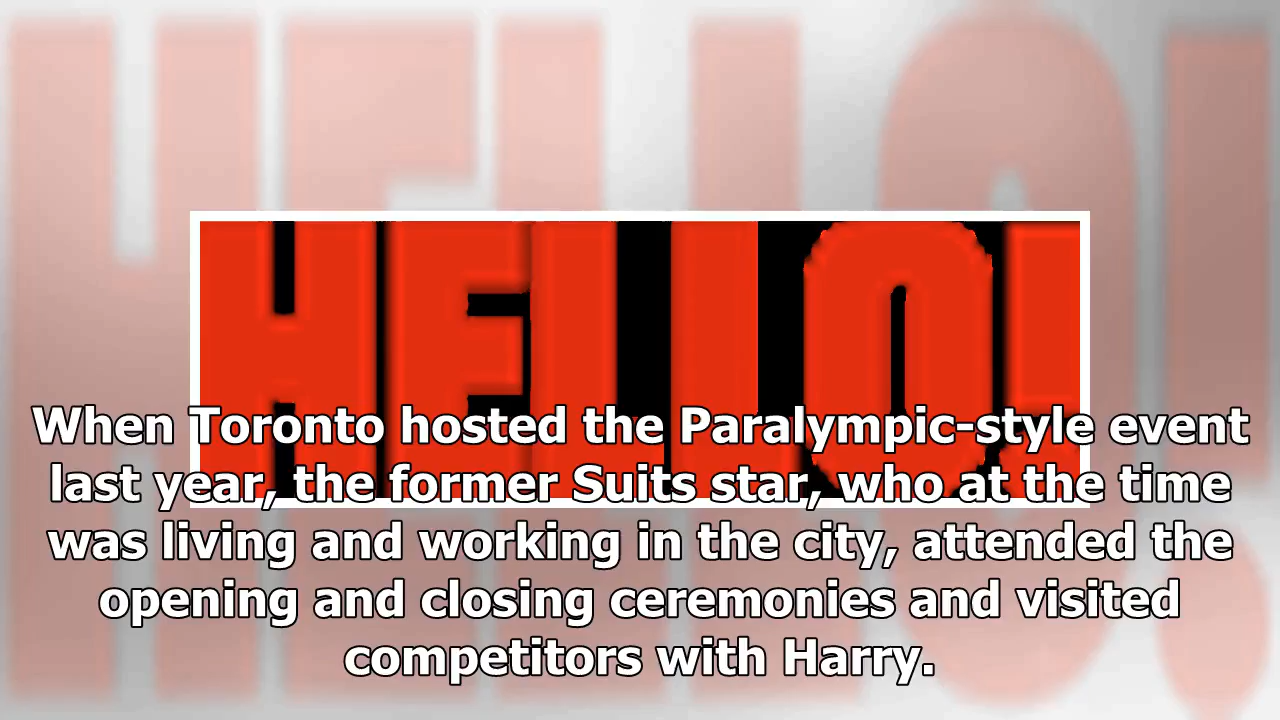 HELLO!
When Toronto hosted the Paralympic-style event
last year, the former Suits star, who at the time
was living and working in the city, attended the
opening and closing ceremonies and visited
competitors with Harry.